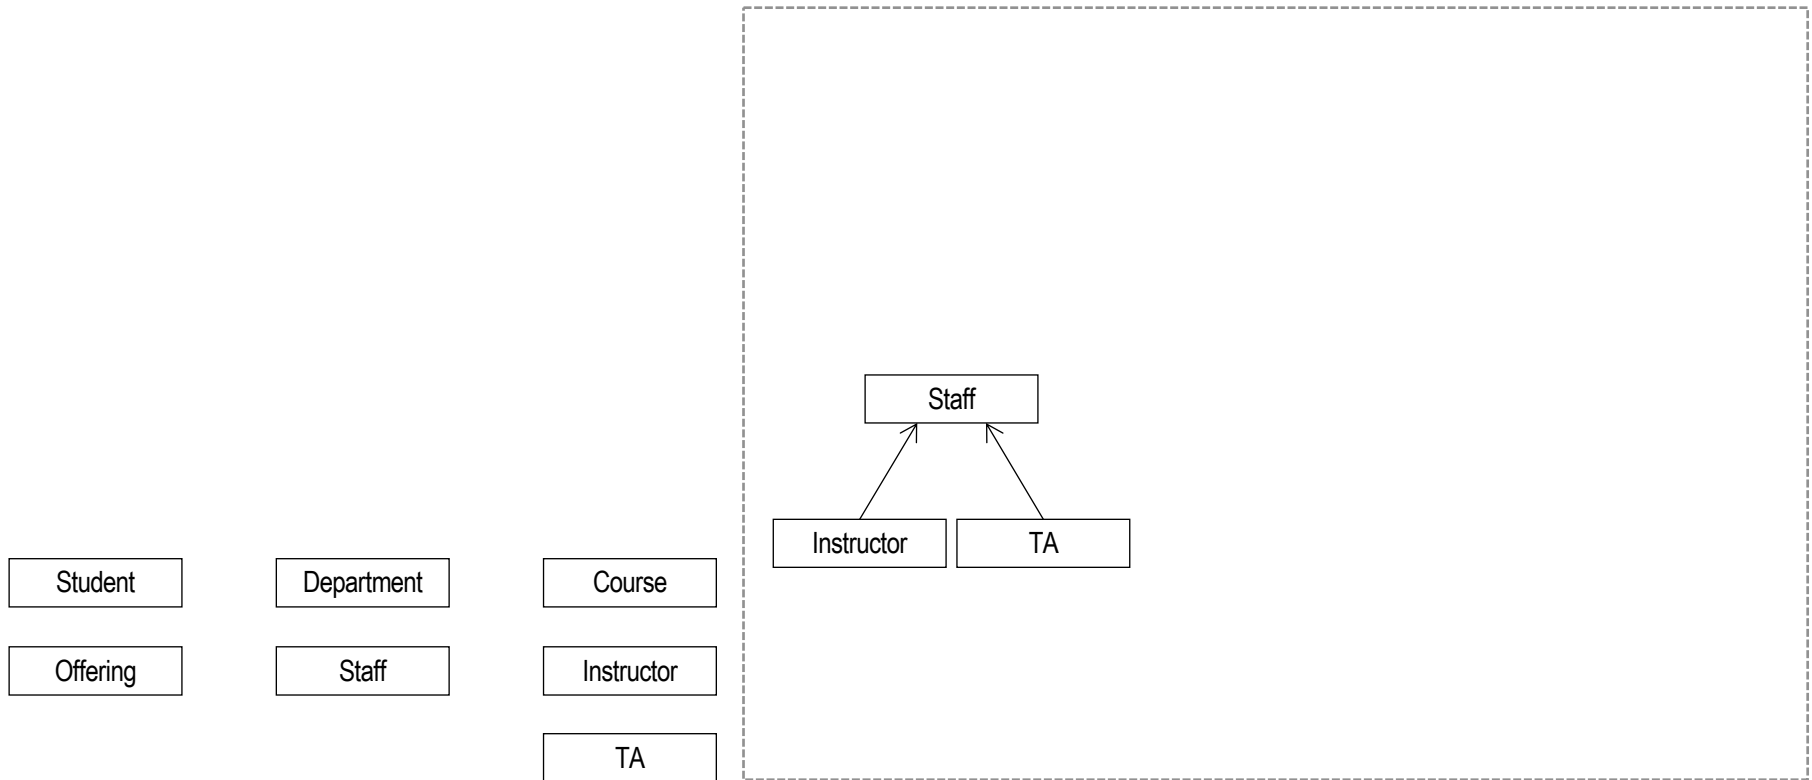 Staff
Instructor
TA
Student
Department
Course
Offering
Staff
Instructor
TA